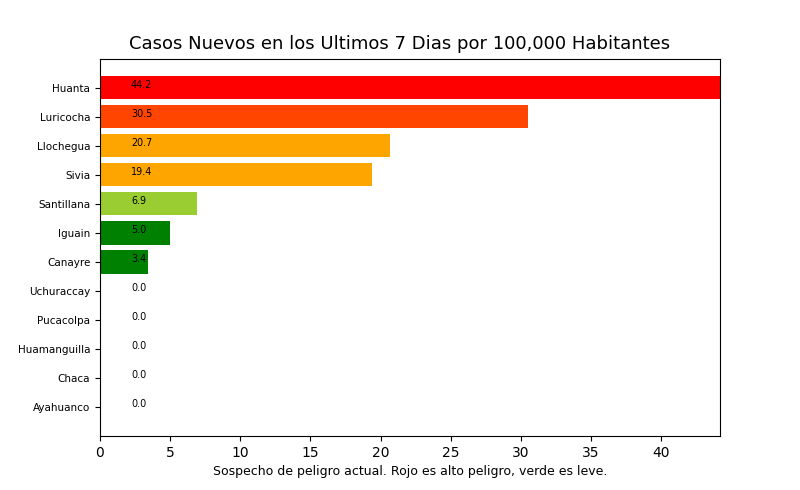 Casos Nuevos en los Ultimos 7 Dias por 100,000 Habitantes
Huanta 44.2
Luricocha 30.5
Llochegua 20.7
Sivia 19.4
Santillana 6.9
Iguain 5.0
Canayre 3.4
Uchuraccay 0.0
Pucacolpa 0.0
Huamanguilla 0.0
Chaca 0.0
Ayahuanco 0.0
0 5 10 15 20 25 30 35 40
Sospecho de peligro actual. Rojo es alto peligro, verde es leve.